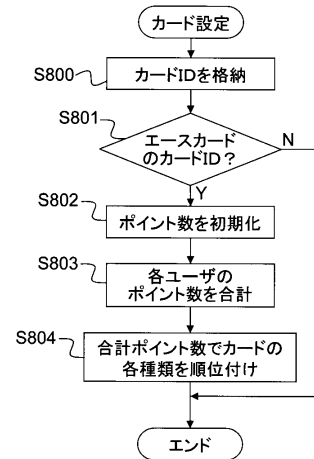 カード設定
S800
カードIDを格納
S801
エースカード
のカードID？
N
Y
S802
ポイント数を初期化
S803
各ユーザの
ポイント数を合計
S804
合計ポイント数でカードの
各種類を順位付け
エンド